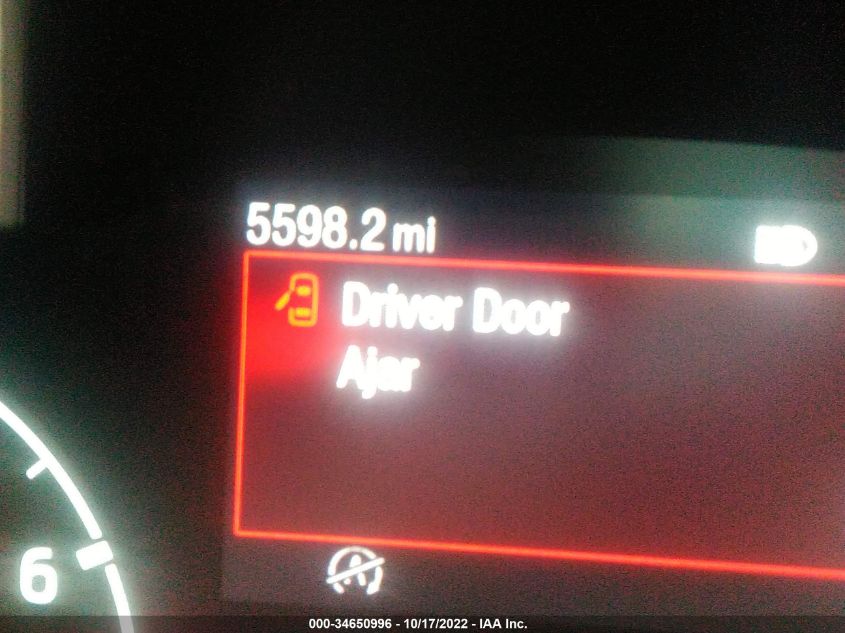 5598.2 mi
Driver Door
Ajar
6
000-34650996 - 10/17/2022 - IAA Inc.